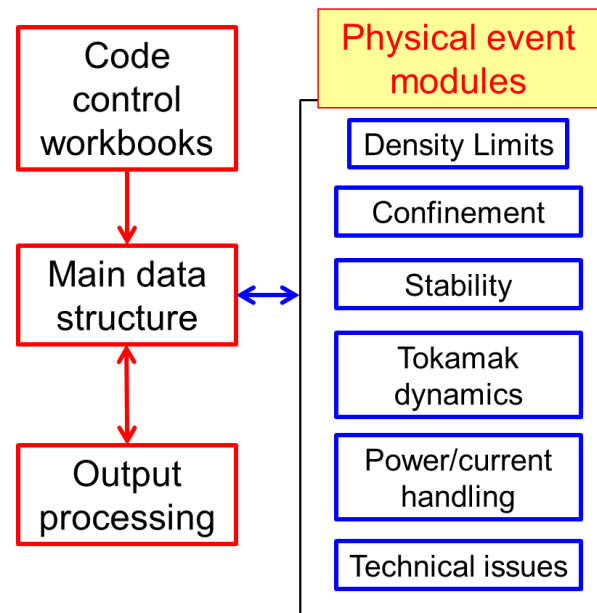 Code
control
workbooks
Main data
structure
Output
processing
Physical event
modules
Density Limits
Confinement
Stability
Tokamak
dynamics
Power/current
handling
Technical issues